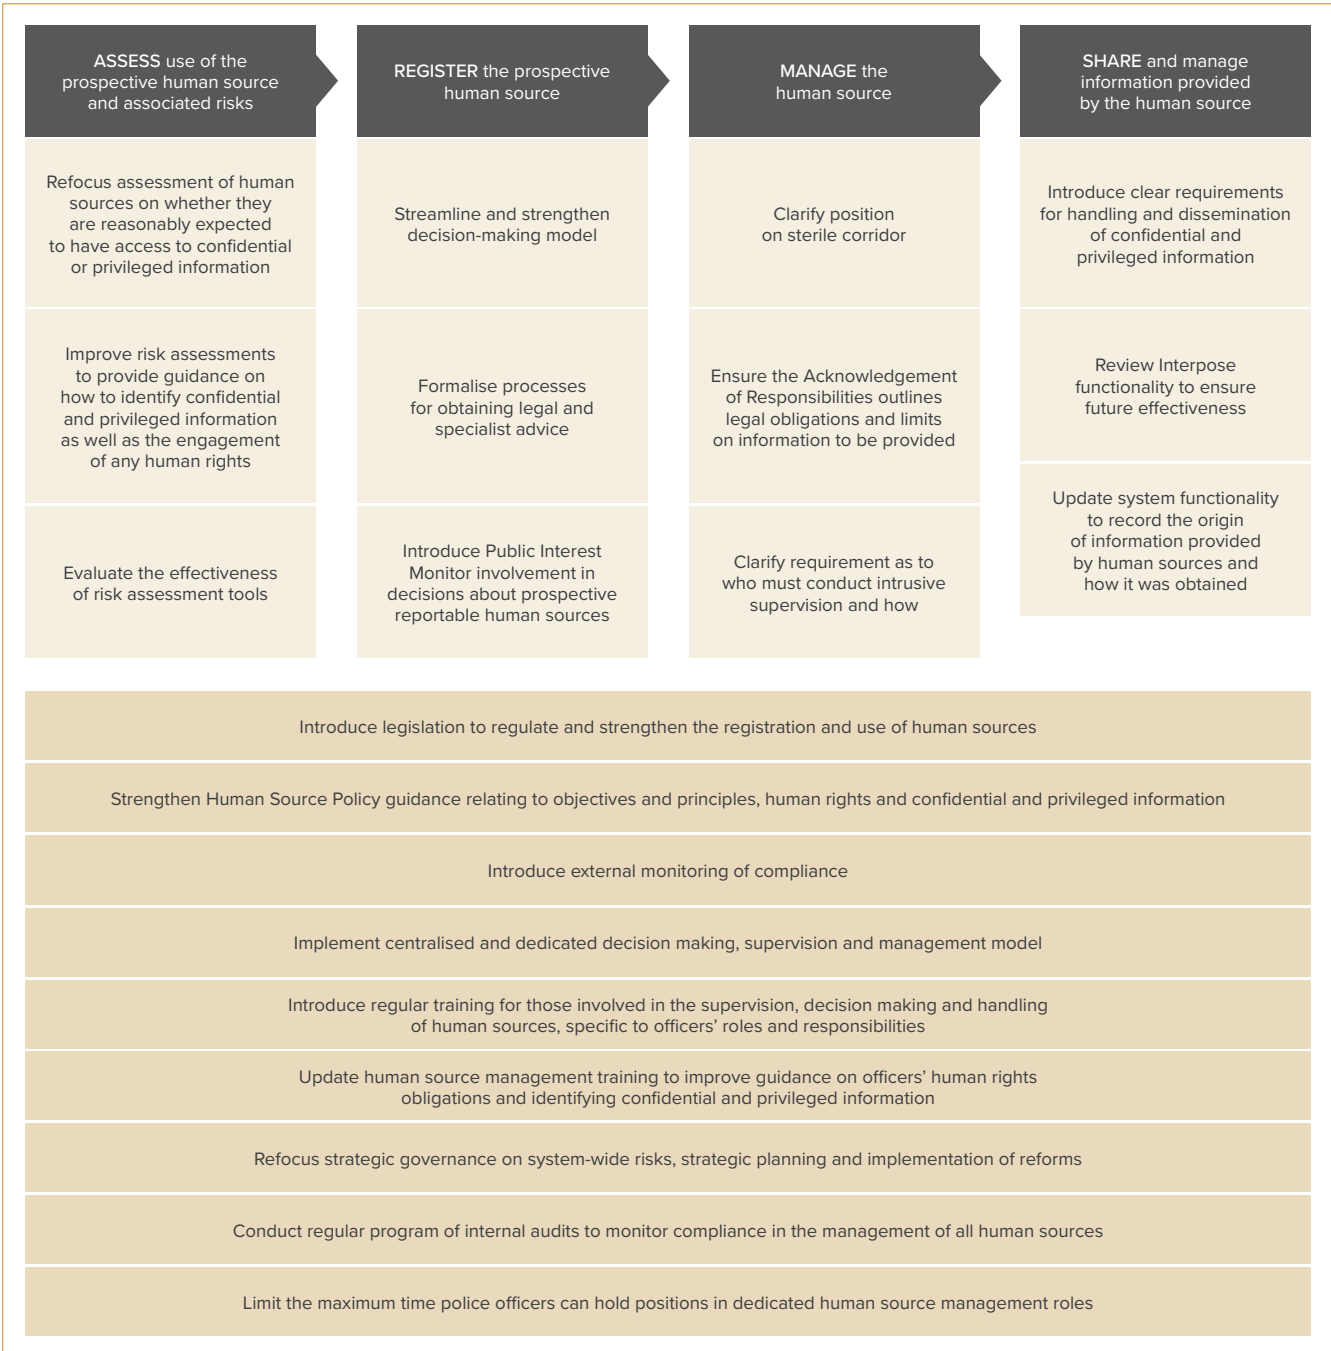 ASSESS use of the
prospective human source
and associated risks
REGISTER the prospective
human source
MANAGE the
human source
SHARE and manage
information provided
by the human source
Refocus assessment of human
sources on whether they
are reasonably expected
to have access to confidential
or privileged information
Streamline and strengthen
decision-making model
Clarify position
on sterile corridor
Introduce clear requirements
for handling and dissemination
of confidential and
privileged information
Improve risk assessments
to provide guidance on
how to identify confidential
and privileged information
as well as the engagement
of any human rights
Formalise processes
for obtaining legal and
specialist advice
Ensure the Acknowledgement
of Responsibilities outlines
legal obligations and limits
on information to be provided
Review Interpose
functionality to ensure
future effectiveness
Evaluate the effectiveness
of risk assessment tools
Introduce Public Interest
Monitor involvement in
decisions about prospective
reportable human sources
Clarify requirement as to
who must conduct intrusive
supervision and how
Update system functionality
to record the origin
of information provided
by human sources and
how it was obtained
Introduce legislation to regulate and strengthen the registration and use of human sources
Strengthen Human Source Policy guidance relating to objectives and principles, human rights and confidential and privileged information
Introduce external monitoring of compliance
Implement centralised and dedicated decision making, supervision and management model
Introduce regular training for those involved in the supervision, decision making and handling
of human sources, specific to officers’ roles and responsibilities
Update human source management training to improve guidance on officers’ human rights
obligations and identifying confidential and privileged information
Refocus strategic governance on system-wide risks, strategic planning and implementation of reforms
Conduct regular program of internal audits to monitor compliance in the management of all human sources
Limit the maximum time police officers can hold positions in dedicated human source management roles